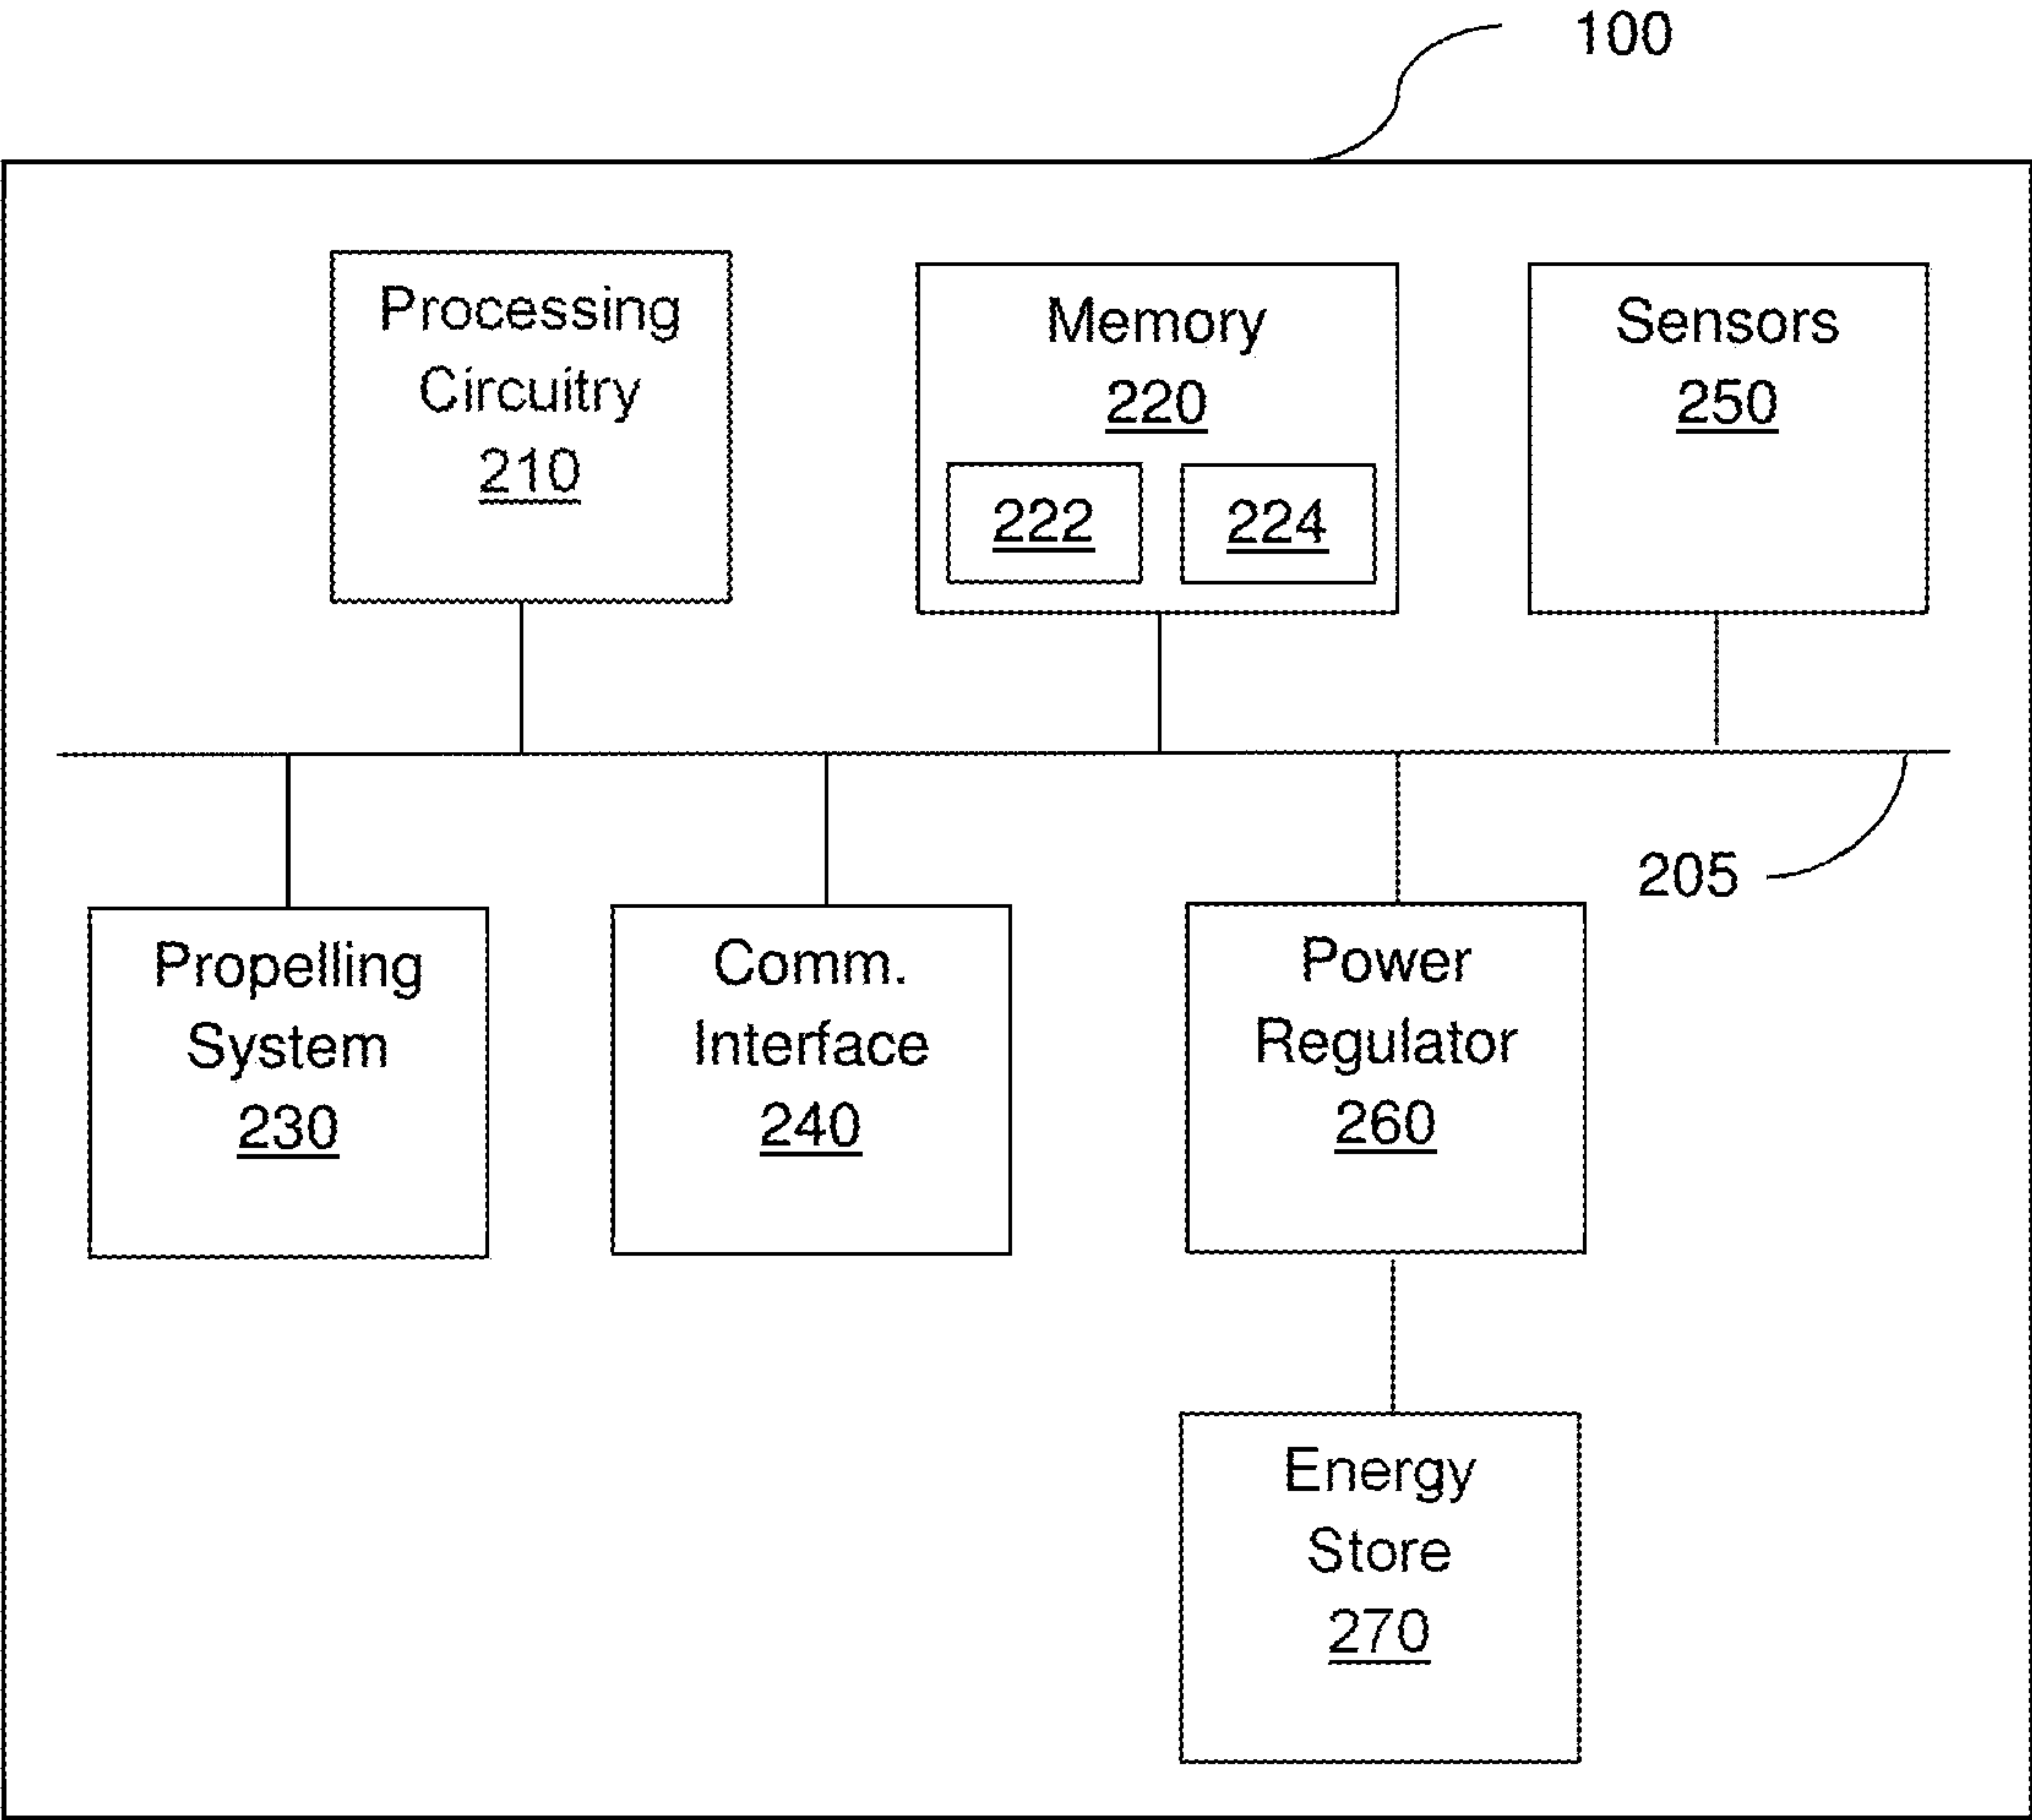 100
Processing
Circuitry
210
Memory
220
222
224
Sensors
250
205
Propelling
System
230
Comm.
Interface
240
Power
Regulator
260
Energy
Store
270